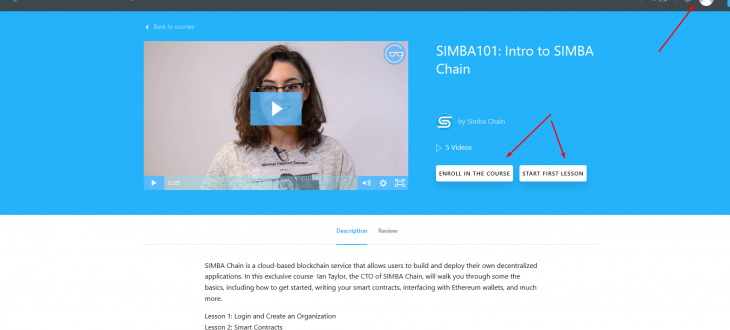 Back to courses
SIMBA101: Intro to SIMBA
Chain
by Simba Chain
5 Videos
ENROLL IN THE COURSE
START FIRST LESSON
0:25
Description
Review
SIMBA Chain is a cloud-based blockchain service that allows users to build and deploy their own decentralized
applications. In this exclusive course Ian Taylor, the CTO of SIMBA Chain, will walk you through some the
basics, including how to get started, writing your smart contracts, interfacing with Ethereum wallets, and much
more.
Lesson 1: Login and Create an Organization
Lesson 2: Smart Contracts